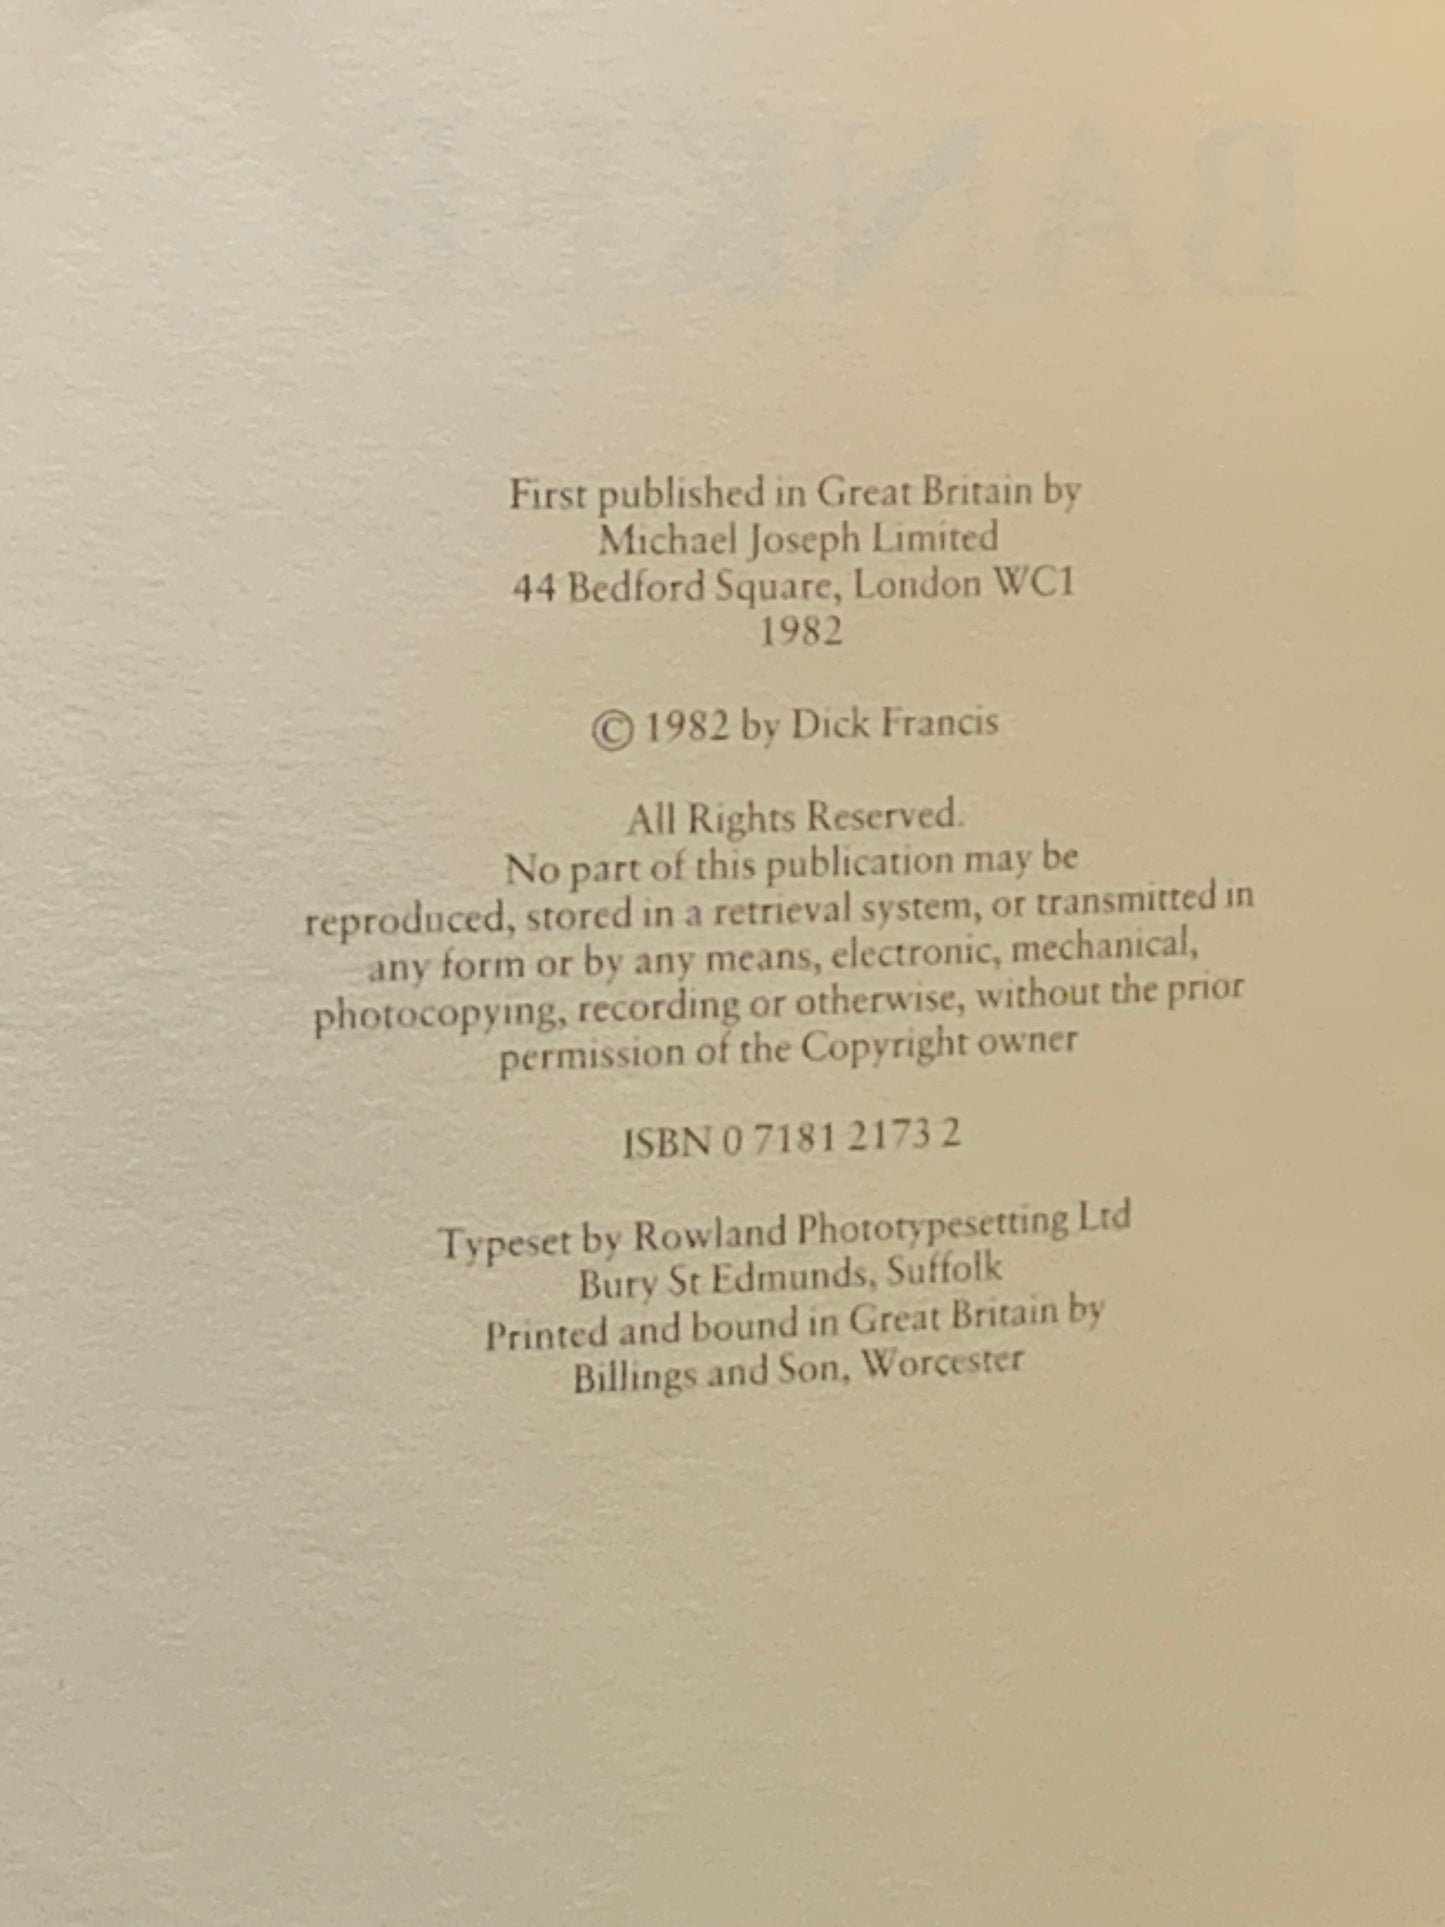 First published in Great Britain by
Michael Joseph Limited
44 Bedford Square, London WC1
1982
© 1982 by Dick Francis
All Rights Reserved.
No part of this publication may be
reproduced, stored in a retrieval system, or transmitted in
any form or by any means, electronic, mechanical,
photocopying, recording or otherwise, without the prior
permission of the Copyright owner
ISBN 0 7181 2173 2
Typeset by Rowland Phototypesetting Ltd
Bury St Edmunds, Suffolk
Printed and bound in Great Britain by
Billings and Son, Worcester